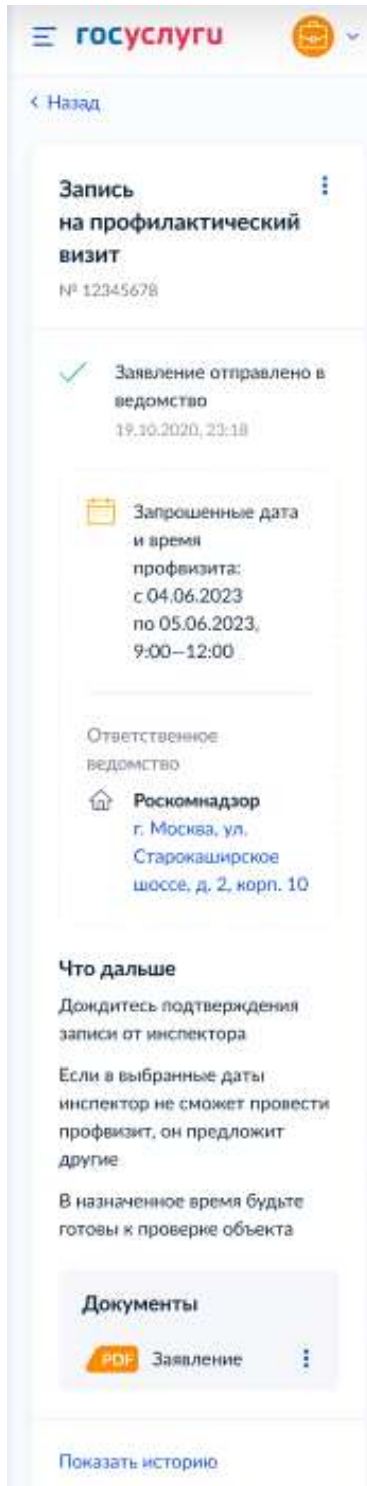 госуслуги
Назад
Запись
на профилактический
визит
№ 12345678
Заявление отправлено в
ведомство
19.10.2020, 23:18
Запрошенные дата
и время
профвизита:
с 04.06.2023
по 05.06.2023,
9:00—12:00
Ответственное
ведомство
Роскомнадзор
г. Москва, ул.
Старокаширское
шоссе, д. 2, корп. 10
Что дальше
Дождитесь подтверждения
записи от инспектора
Если в выбранные даты
инспектор не сможет провести
профвизит, он предложит
другие
В назначенное время будьте
готовы к проверке объекта
Документы
PDF Заявление
Показать историю